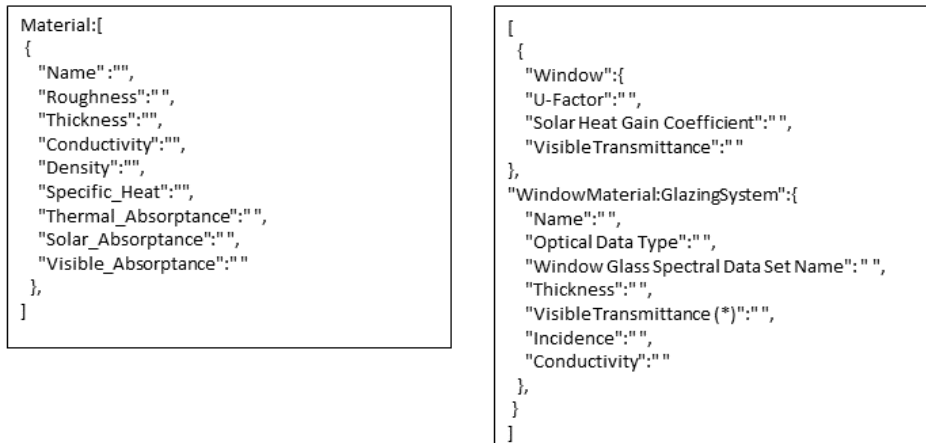 Material:[
{
"Name" :"",
"Roughness":" ",
"Thickness":"",
"Conductivity":"",
"Density":"",
"Specific_Heat":"",
"Thermal_Absorptance":" ",
"Solar_Absorptance":" ",
"Visible_Absorptance":" "
},
]
[
{
"Window":{
"U-Factor":" ",
"Solar Heat Gain Coefficient":" ",
"Visible Transmittance":" "
},
"WindowMaterial:GlazingSystem":{
"Name":" ",
"Optical Data Type":" ",
"Window Glass Spectral Data Set Name": " ",
"Thickness":" ",
"Visible Transmittance (*)":" ",
"Incidence":" ",
"Conductivity":" "
},
}
]